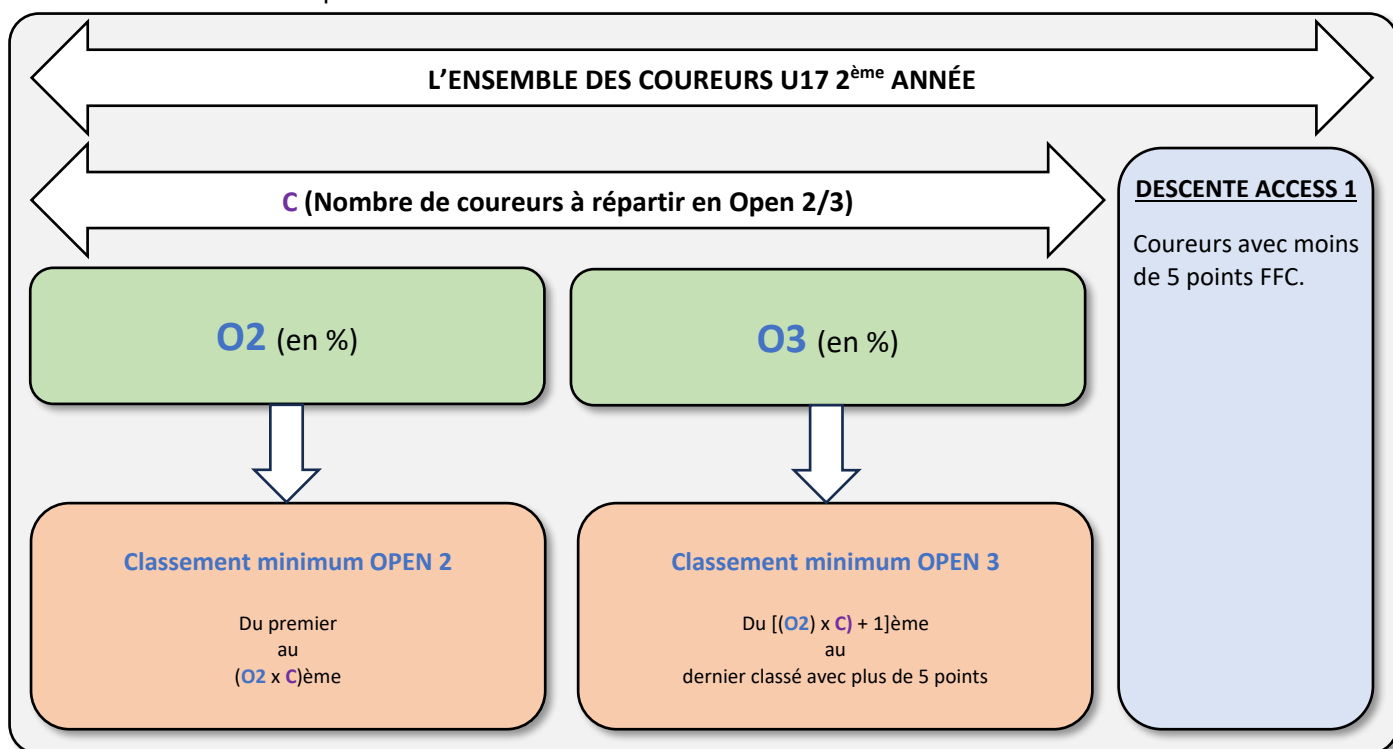 L'ENSEMBLE DES COUREURS U17 2ème ANNÉE
C (Nombre de coureurs à répartir en Open 2/3)
DESCENTE ACCESS 1
Coureurs avec moins
de 5 points FFC.
O2 (en %)
O3 (en %)
Classement minimum OPEN 2
Du premier
au
(O2 x C)ème
Classement minimum OPEN 3
Du [(O2) x C) + 1]ème
au
dernier classé avec plus de 5 points